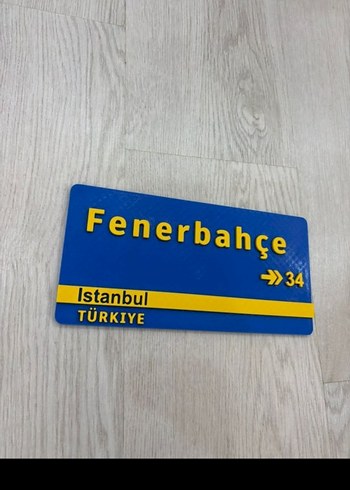 Fenerbahçe
34
Istanbul
TÜRKIYE